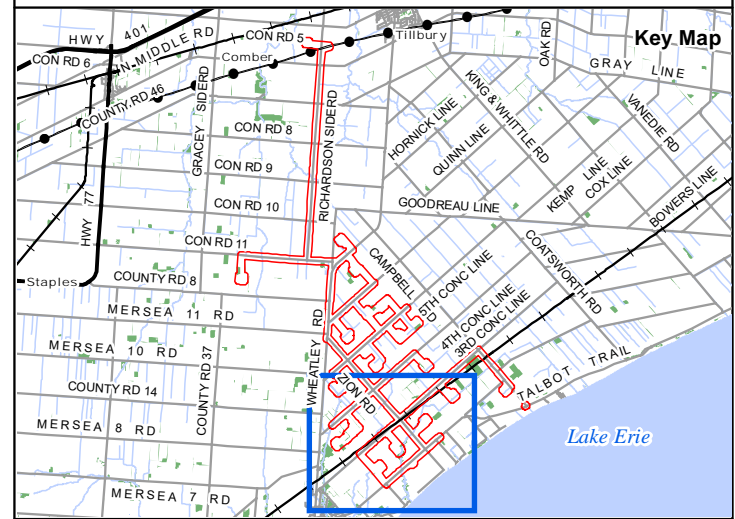 Key Map
HWY 401
CON RD 5
Tillbury
OAK RD
N MIDDLE RD
CON RD 6
Comber
GRAY LINE
COUNTY RD 46
GRACEY SIDERD
RICHARDSON SIDERD
KING & WHITTLE RD
VANEDIE RD
HORNICK LINE
QUINN LINE
CON RD 8
CON RD 9
KEMP LINE
COX LINE
BOWERS LINE
CON RD 10
GOODREAU LINE
HWY 77
CON RD 11
CAMPBELL
COATSWORTH RD
Staples
COUNTY RD 8
5TH CONC LINE
MERSEA 11 RD
4TH CONC LINE
3RD CONC LINE
WHEATLEY RD
MERSEA 10 RD
COUNTY RD 37
TALBOT TRAIL
ZION RD
COUNTY RD 14
MERSEA 8 RD
Lake Erie
MERSEA 7 RD